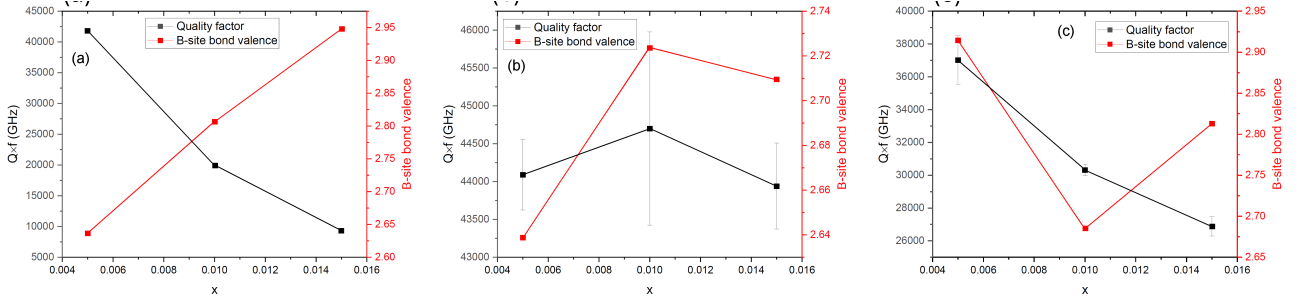 (a)
Quality factor
B-site bond valence
45000
40000
35000
30000
25000
20000
15000
10000
5000
Q×f (GHz)
2.95
2.90
2.85
2.80
2.75
2.70
2.65
2.60
B-site bond valence
0.004 0.006 0.008 0.010 0.012 0.014 0.016
x
(b)
Quality factor
B-site bond valence
46000
45500
45000
44500
44000
43500
43000
Q×f (GHz)
2.74
2.72
2.70
2.68
2.66
2.64
B-site bond valence
0.004 0.006 0.008 0.010 0.012 0.014 0.016
x
(c)
Quality factor
B-site bond valence
40000
38000
36000
34000
32000
30000
28000
26000
Q×f (GHz)
2.95
2.90
2.85
2.80
2.75
2.70
2.65
B-site bond valence
0.004 0.006 0.008 0.010 0.012 0.014 0.016
x